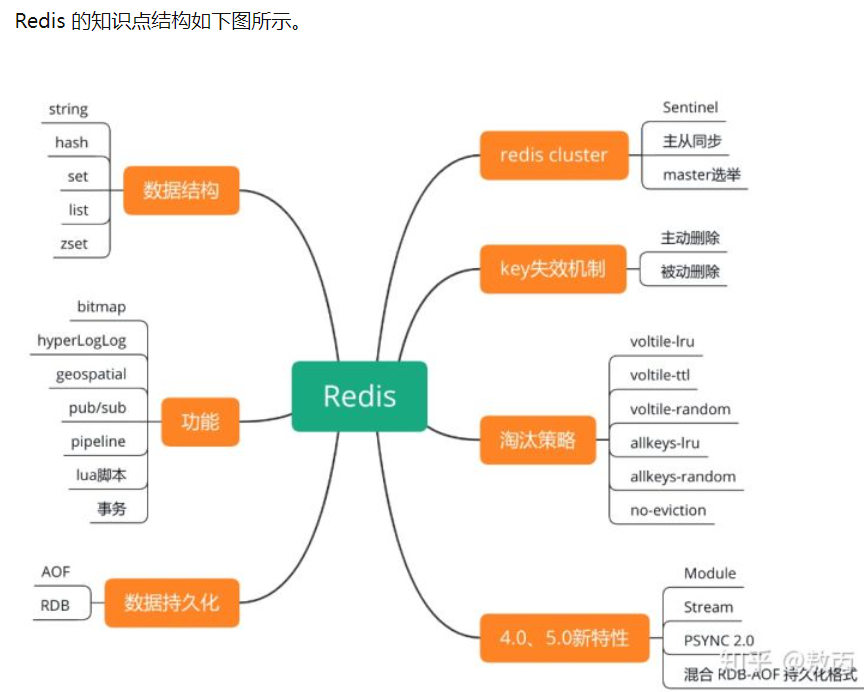 Redis 的知识点结构如下图所示。
string
hash
set
list
zset
数据结构
bitmap
hyperLogLog
geospatial
pub/sub
pipeline
lua脚本
事务
功能
AOF
RDB
数据持久化
Redis
redis cluster
Sentinel
主从同步
master选举
key失效机制
主动删除
被动删除
淘汰策略
voltile-lru
voltile-ttl
voltile-random
allkeys-lru
allkeys-random
no-eviction
4.0、5.0新特性
Module
Stream
PSYNC 2.0
混合 RDB-AOF 持久化格式
知乎 @敖丙